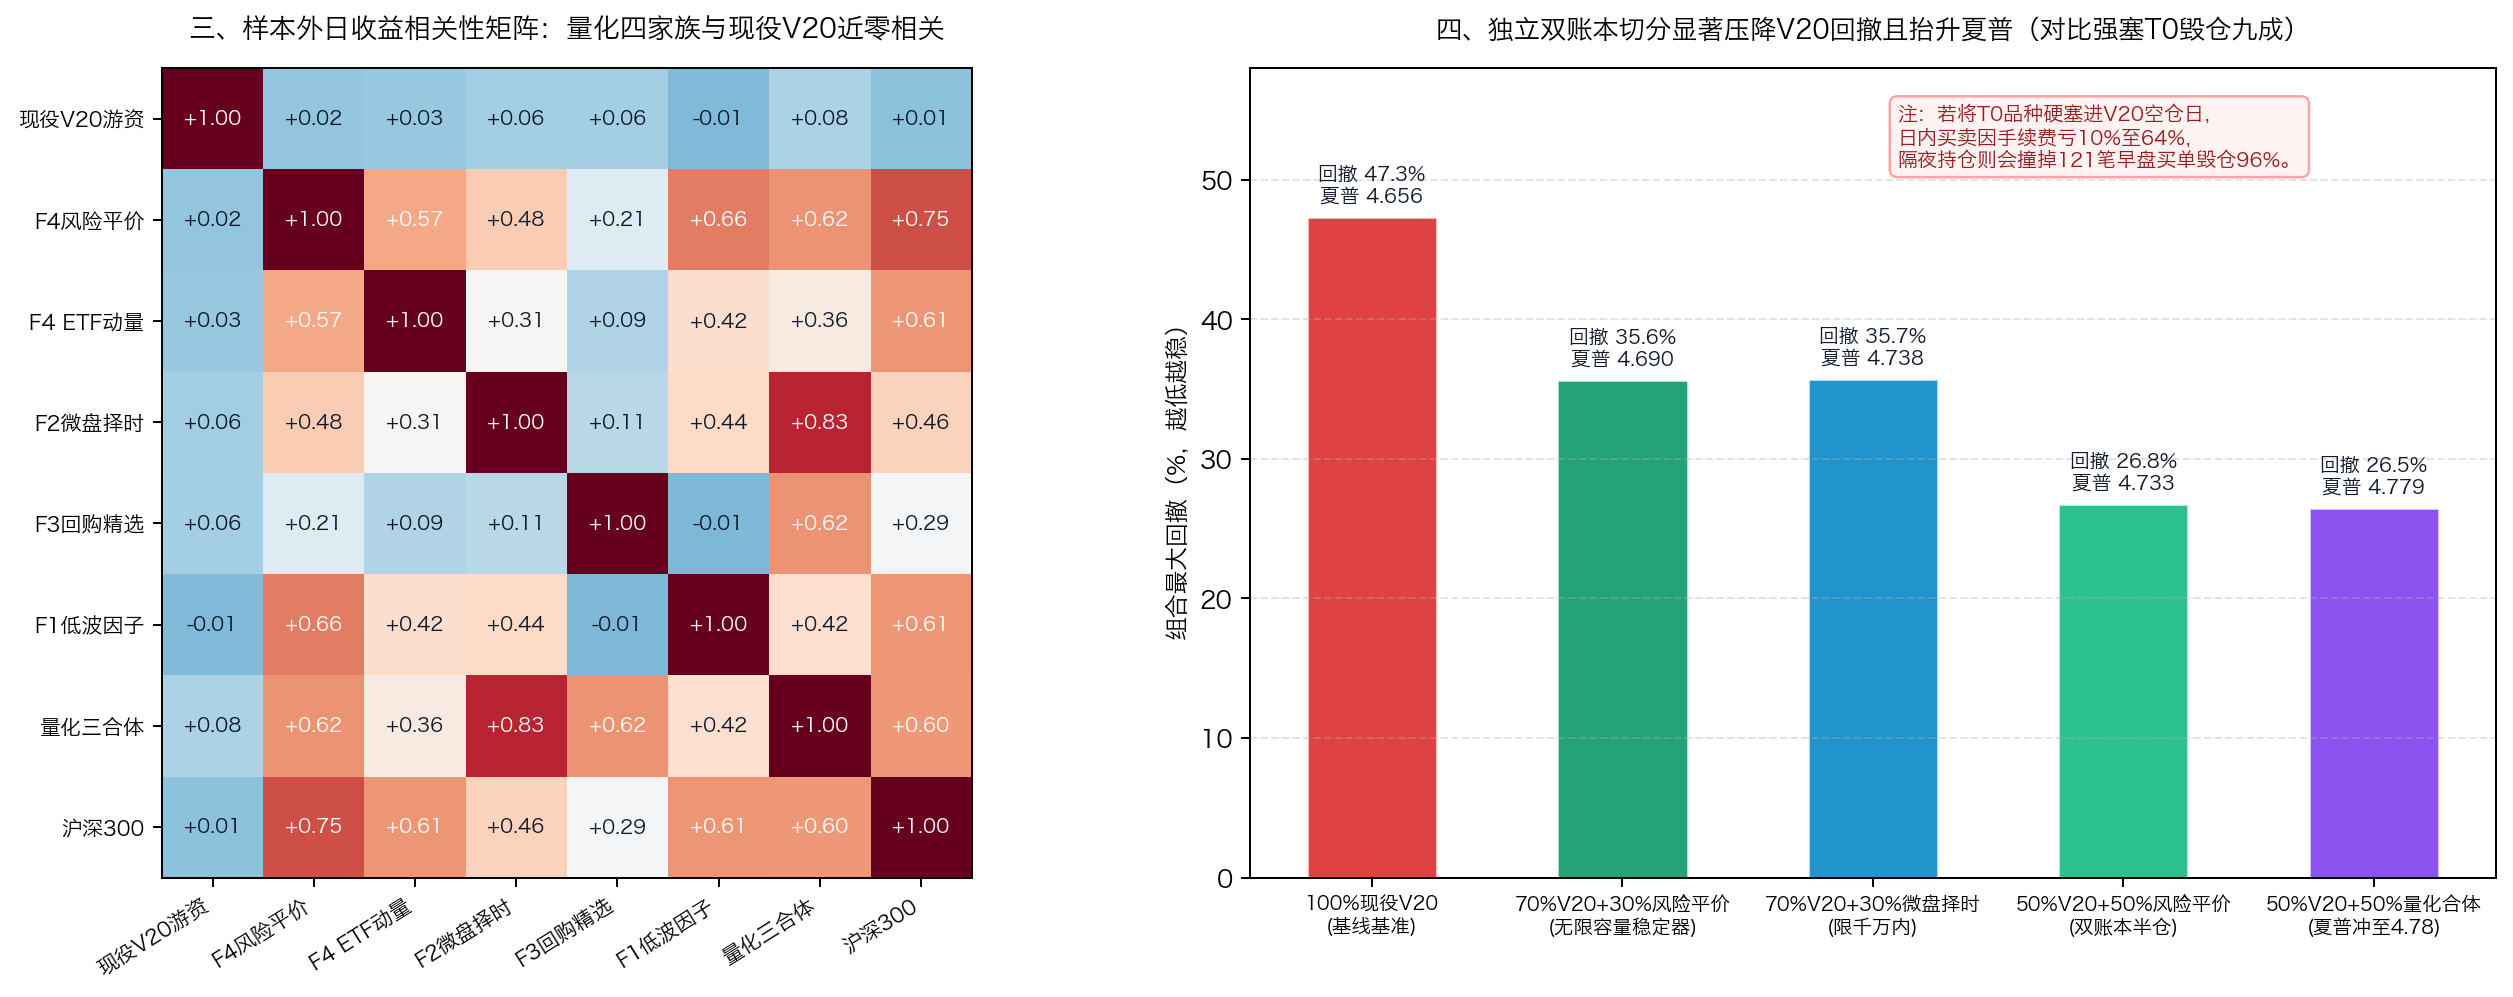 三、样本外日收益相关性矩阵：量化四家族与现役V20近零相关
现役V20游资 +1.00 +0.02 +0.03 +0.06 +0.06 -0.01 +0.08 +0.01
F4风险平价 +0.02 +1.00 +0.57 +0.48 +0.21 +0.66 +0.62 +0.75
F4 ETF动量 +0.03 +0.57 +1.00 +0.31 +0.09 +0.42 +0.36 +0.61
F2微盘择时 +0.06 +0.48 +0.31 +1.00 +0.11 +0.44 +0.83 +0.46
F3回购精选 +0.06 +0.21 +0.09 +0.11 +1.00 -0.01 +0.62 +0.29
F1低波因子 -0.01 +0.66 +0.42 +0.44 -0.01 +1.00 +0.42 +0.61
量化三合体 +0.08 +0.62 +0.36 +0.83 +0.62 +0.42 +1.00 +0.60
沪深300 +0.01 +0.75 +0.61 +0.46 +0.29 +0.61 +0.60 +1.00
现役V20游资 F4风险平价 F4 ETF动量 F2微盘择时 F3回购精选 F1低波因子 量化三合体 沪深300
四、独立双账本切分显著压降V20回撤且抬升夏普（对比强塞T0毁仓九成）
注：若将T0品种硬塞进V20空仓日，
日内买卖因手续费亏10%至64%，
隔夜持仓则会撞掉121笔早盘买单毁仓96%。
组合最大回撤（%，越低越稳）
50
40
30
20
10
0
回撤 47.3%
夏普 4.656
回撤 35.6%
夏普 4.690
回撤 35.7%
夏普 4.738
回撤 26.8%
夏普 4.733
回撤 26.5%
夏普 4.779
100%现役V20
(基线基准)
70%V20+30%风险平价
(无限容量稳定器)
70%V20+30%微盘择时
(限千万内)
50%V20+50%风险平价
(双账本半仓)
50%V20+50%量化合体
(夏普冲至4.78)